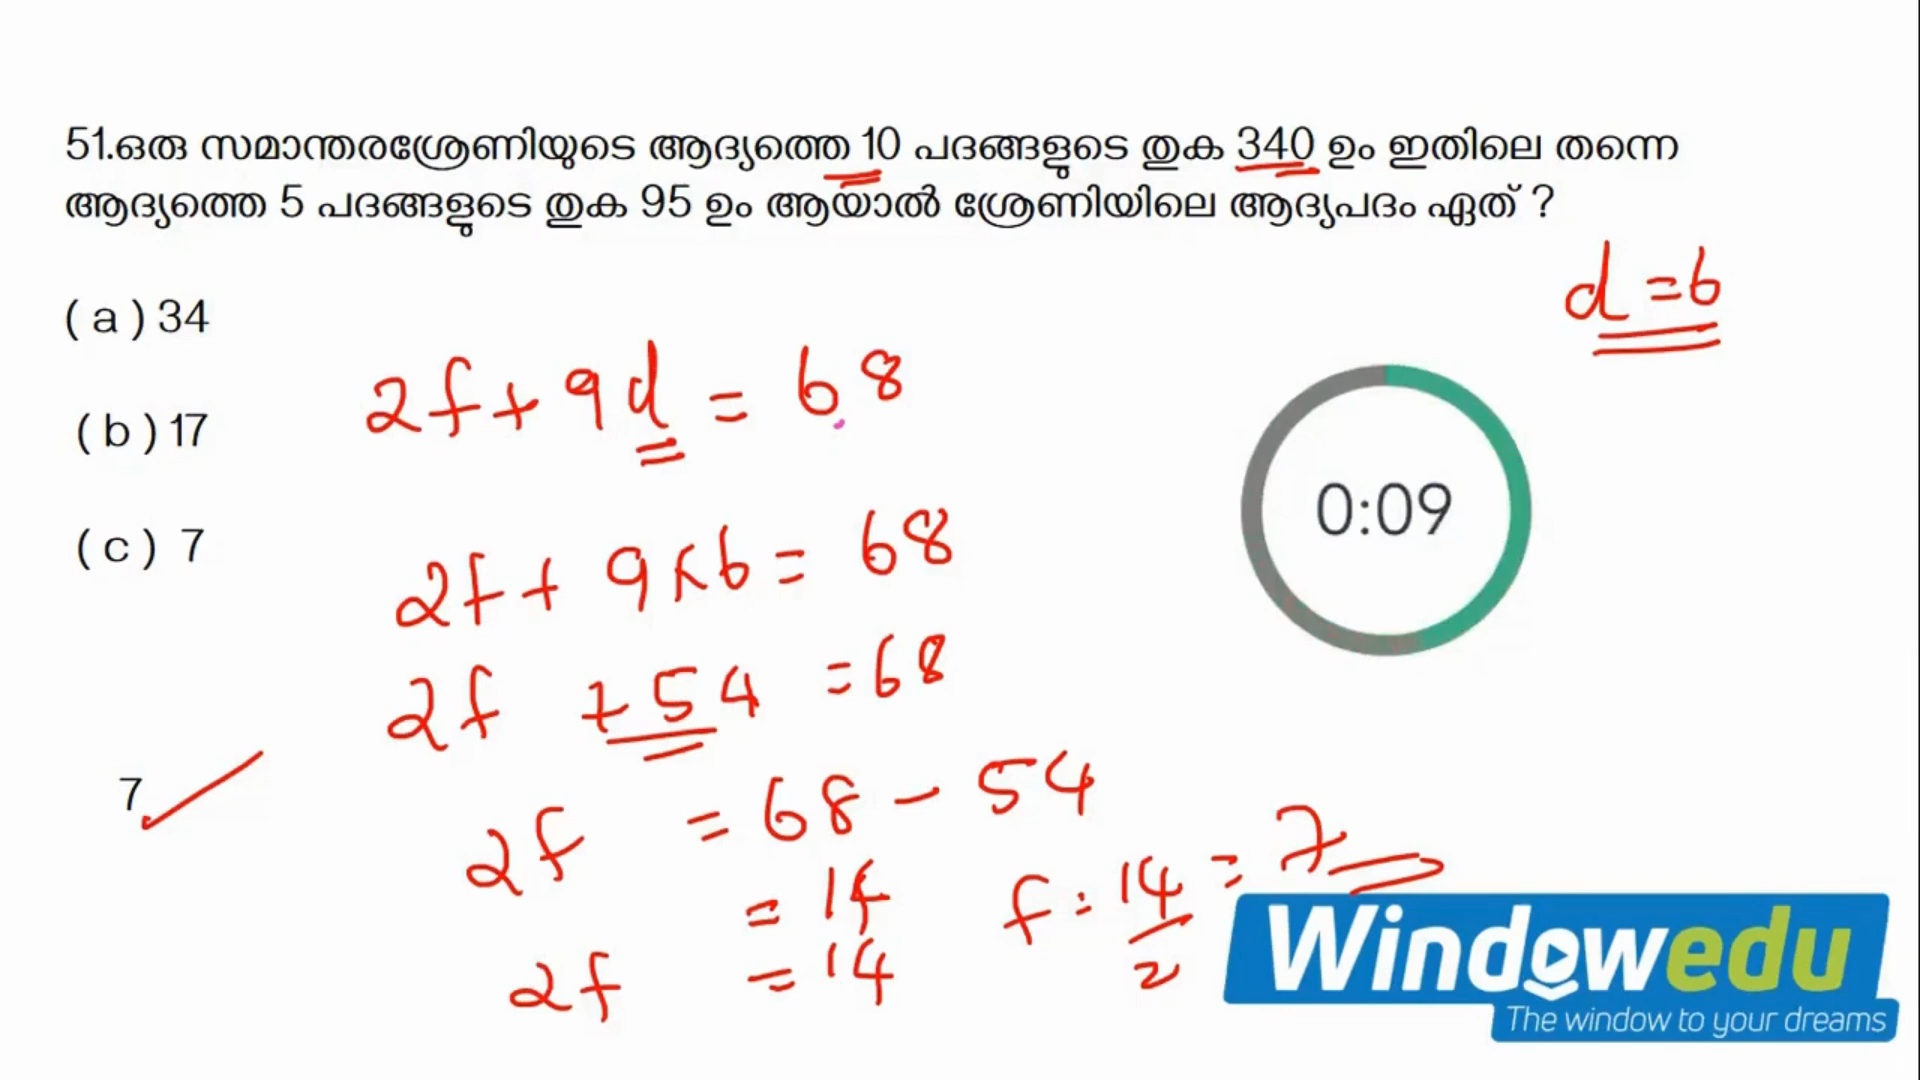 51.ഒരു സമാന്തരശ്രേണിയുടെ ആദ്യത്തെ 10 പദങ്ങളുടെ തുക 340 ഉം ഇതിലെ തന്നെ
ആദ്യത്തെ 5 പദങ്ങളുടെ തുക 95 ഉം ആയാൽ ശ്രേണിയിലെ ആദ്യപദം ഏത് ?
d = 6
( a ) 34
2f + 9d = 68
( b ) 17
0:09
( c ) 7
2f + 9 x 6 = 68
2f + 54 = 68
7
2f = 68 - 54
= 14 f = 14/2 = 7
2f = 14
Windowedu
The window to your dreams